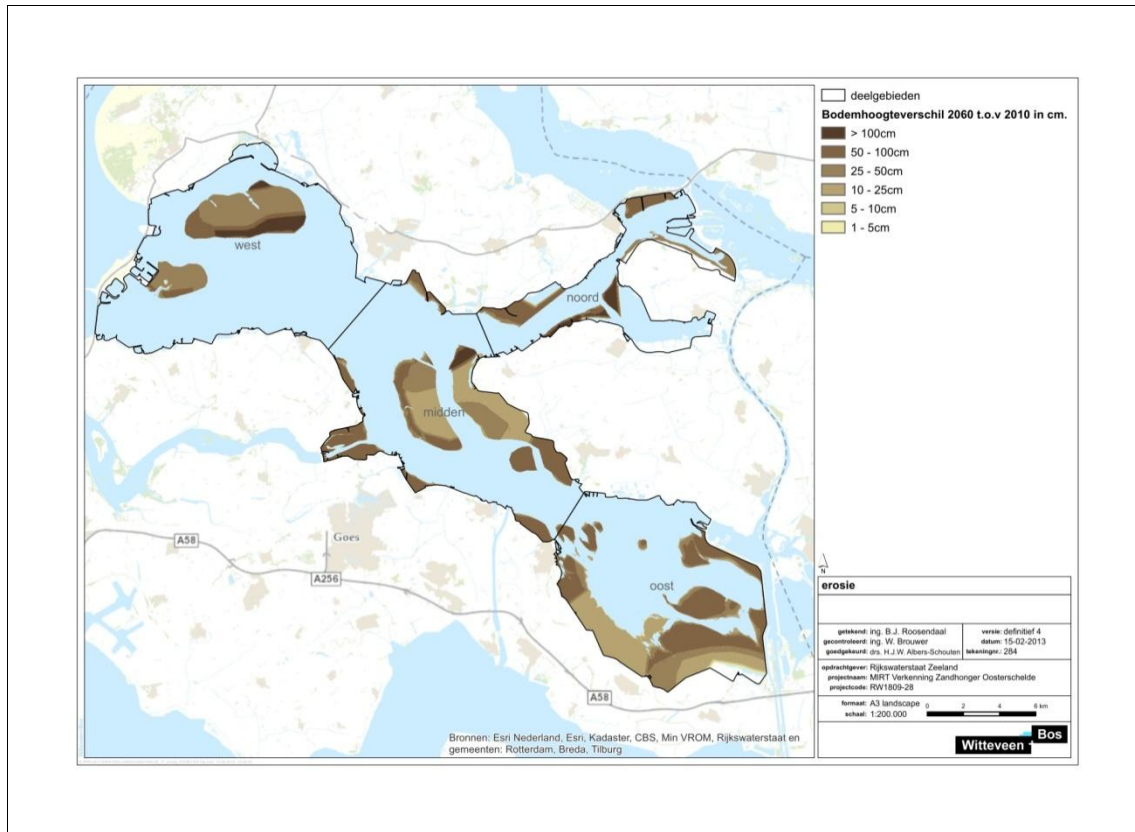 west
noord
midden
oost
Goes
A58
A256
A58
Bronnen: Esri Nederland, Esri, Kadaster, CBS, Min VROM, Rijkswaterstaat en
gemeenten: Rotterdam, Breda, Tilburg
deelgebieden
Bodemhoogteverschil 2060 t.o.v 2010 in cm.
> 100cm
50 - 100cm
25 - 50cm
10 - 25cm
5 - 10cm
1 - 5cm
N
erosie
getekend: ing. B.J. Roosendaal
gecontroleerd: ing. W. Brouwer
goedgekeurd: drs. H.J.W. Albers-Schouten
versie: definitief 4
datum: 15-02-2013
tekeningnr.: 284
opdrachtgever: Rijkswaterstaat Zeeland
projectnaam: MIRT Verkenning Zandhonger Oosterschelde
projectcode: RW1809-28
formaat: A3 landscape
schaal: 1:200.000
0 2 4 6 km
Witteveen + Bos